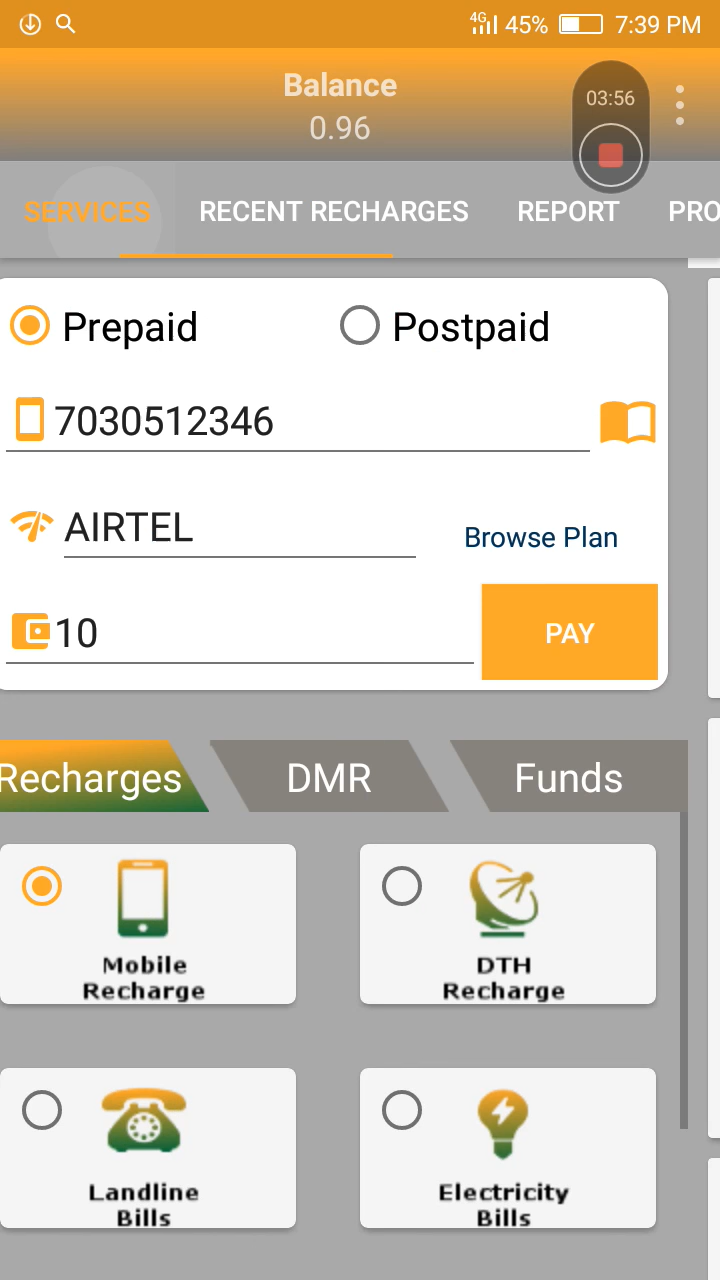 4G 45% 7:39 PM
Balance
0.96
03:56
SERVICES RECENT RECHARGES REPORT PRO
Prepaid Postpaid
7030512346
AIRTEL Browse Plan
10 PAY
Recharges DMR Funds
Mobile
Recharge
DTH
Recharge
Landline
Bills
Electricity
Bills